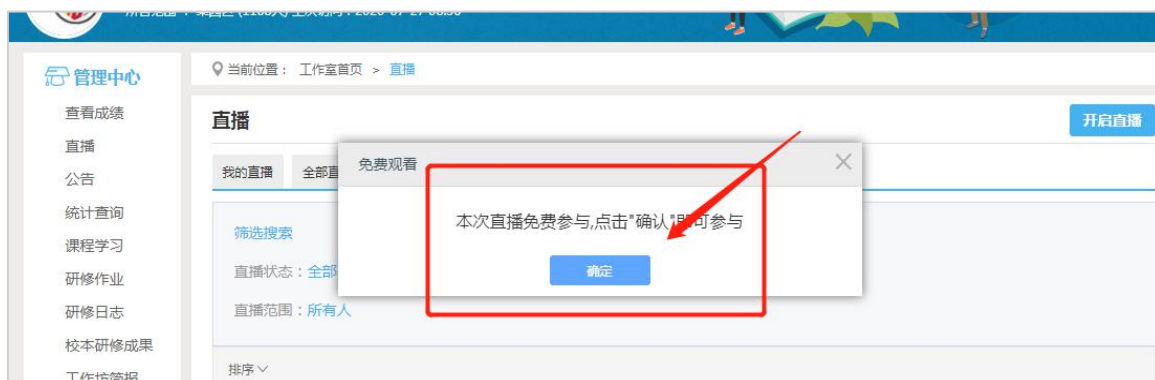 管理中心
查看成绩
直播
公告
统计查询
课程学习
研修作业
研修日志
校本研修成果
当前位置： 工作室首页 > 直播
直播
开启直播
我的直播 全部直
免费观看
本次直播免费参与,点击"确认"即可参与
确定
筛选搜索
直播状态：全部
直播范围：所有人
排序